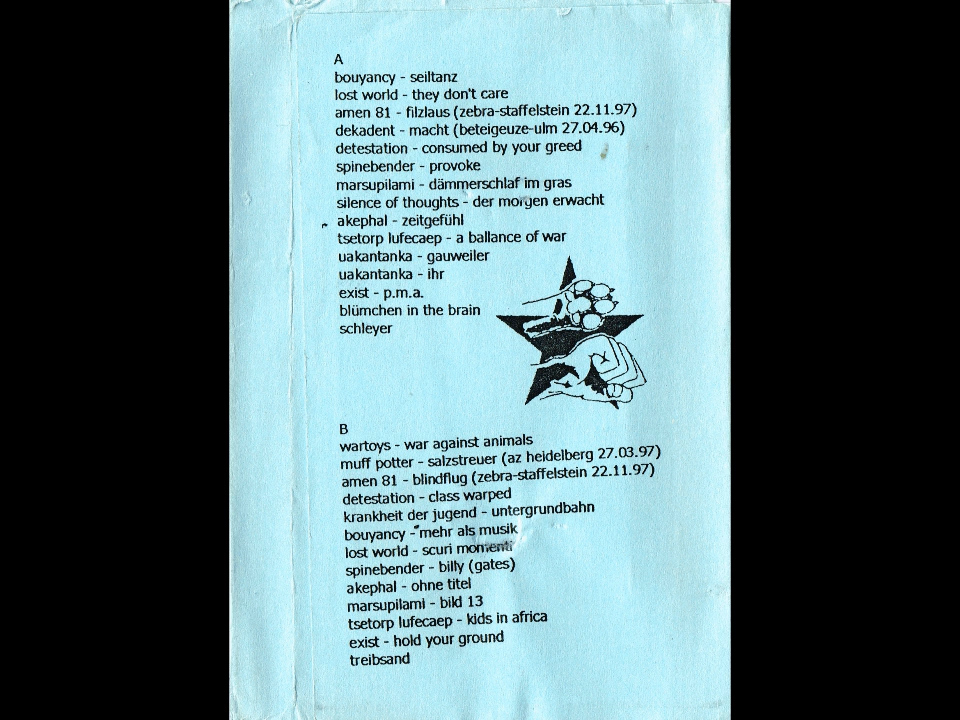 A
bouyancy - seiltanz
lost world - they don't care
amen 81 - filzlaus (zebra-staffelstein 22.11.97)
dekadent - macht (beteigeuze-ulm 27.04.96)
detestation - consumed by your greed
spinebender - provoke
marsupilami - dämmerschlaf im gras
silence of thoughts - der morgen erwacht
akephal - zeitgefühl
tsetorp lufecaep - a ballance of war
uakantanka - gauweiler
uakantanka - ihr
exist - p.m.a.
blümchen in the brain
schleyer
B
wartoys - war against animals
muff potter - salzstreuer (az heidelberg 27.03.97)
amen 81 - blindflug (zebra-staffelstein 22.11.97)
detestation - class warped
krankheit der jugend - untergrundbahn
bouyancy - mehr als musik
lost world - scuri momenti
spinebender - billy (gates)
akephal - ohne titel
marsupilami - bild 13
tsetorp lufecaep - kids in africa
exist - hold your ground
treibsand